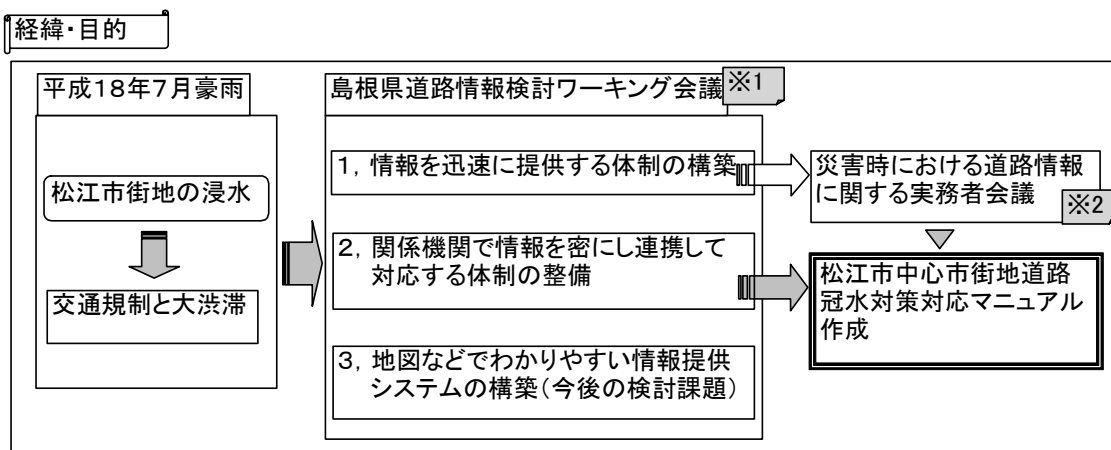 経緯・目的
平成18年7月豪雨
松江市街地の浸水
交通規制と大渋滞
島根県道路情報検討ワーキング会議
※1
1，情報を迅速に提供する体制の構築
2，関係機関で情報を密にし連携して
対応する体制の整備
3，地図などでわかりやすい情報提供
システムの構築（今後の検討課題）
災害時における道路情報
に関する実務者会議
※2
松江市中心市街地道路
冠水対策対応マニュアル
作成